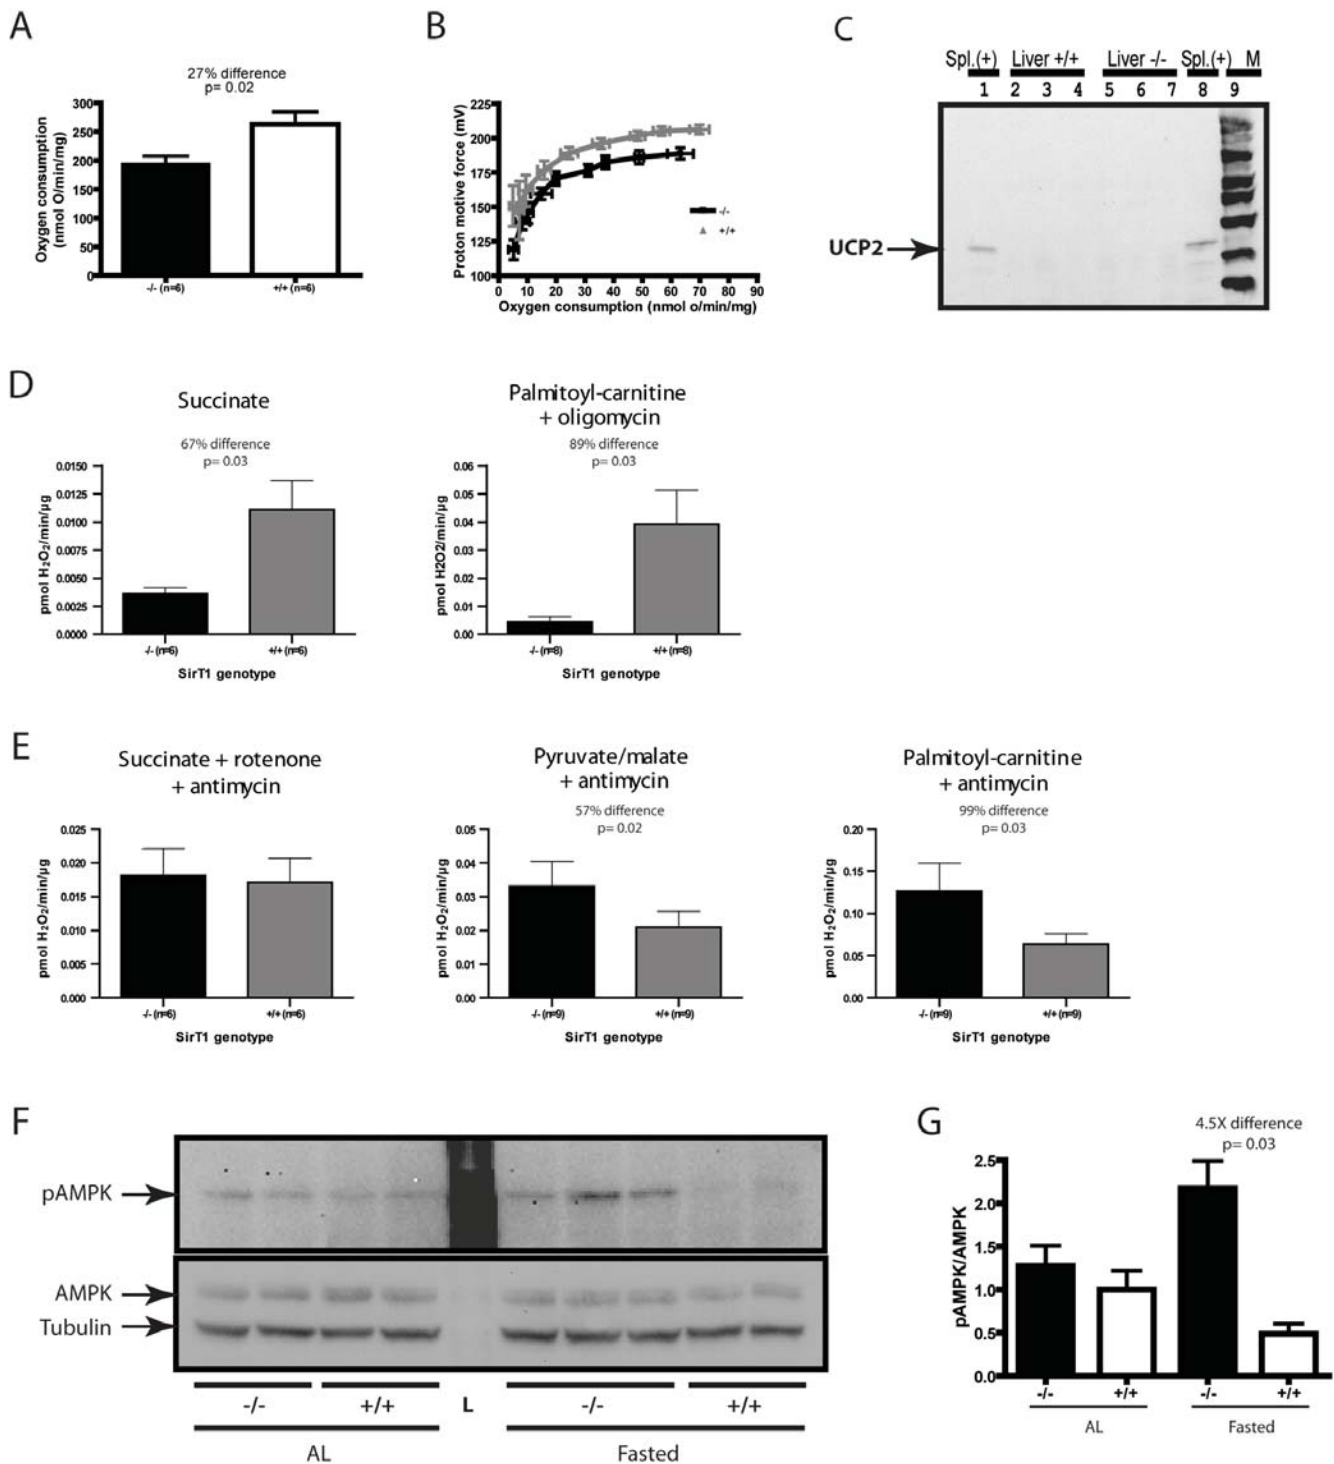 A
27% difference
p= 0.02
Oxygen consumption
(nmol O/min/mg)
300
250
200
150
100
50
0
-/- (n=6)
+/+ (n=6)
B
Proton motive force (mV)
225
200
175
150
125
100
-/-
+/+
0 10 20 30 40 50 60 70 80 90
Oxygen consumption (nmol o/min/mg)
C
Spl.(+) Liver +/+ Liver -/- Spl.(+) M
1 2 3 4 5 6 7 8 9
UCP2
D
Succinate
67% difference
p= 0.03
pmol H₂O₂/min/µg
0.0150
0.0125
0.0100
0.0075
0.0050
0.0025
0.0000
-/- (n=6)
+/+ (n=6)
SirT1 genotype
Palmitoyl-carnitine
+ oligomycin
89% difference
p= 0.03
pmol H2O2/min/µg
0.06
0.05
0.04
0.03
0.02
0.01
0.00
-/- (n=8)
+/+ (n=8)
SirT1 genotype
E
Succinate + rotenone
+ antimycin
pmol H₂O₂/min/µg
0.025
0.020
0.015
0.010
0.005
0.000
-/- (n=6)
+/+ (n=6)
SirT1 genotype
Pyruvate/malate
+ antimycin
57% difference
p= 0.02
pmol H₂O₂/min/µg
0.05
0.04
0.03
0.02
0.01
0.00
-/- (n=9)
+/+ (n=9)
SirT1 genotype
Palmitoyl-carnitine
+ antimycin
99% difference
p= 0.03
pmol H₂O₂/min/µg
0.20
0.15
0.10
0.05
0.00
-/- (n=9)
+/+ (n=9)
SirT1 genotype
F
pAMPK
AMPK
Tubulin
-/- +/+ L -/- +/+
AL Fasted
G
4.5X difference
p= 0.03
pAMPK/AMPK
2.5
2.0
1.5
1.0
0.5
0.0
-/- +/+ -/- +/+
AL Fasted